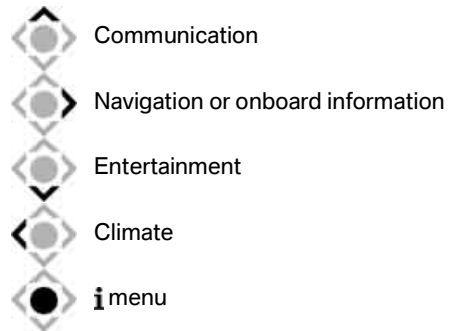 Communication
Navigation or onboard information
Entertainment
Climate
i menu